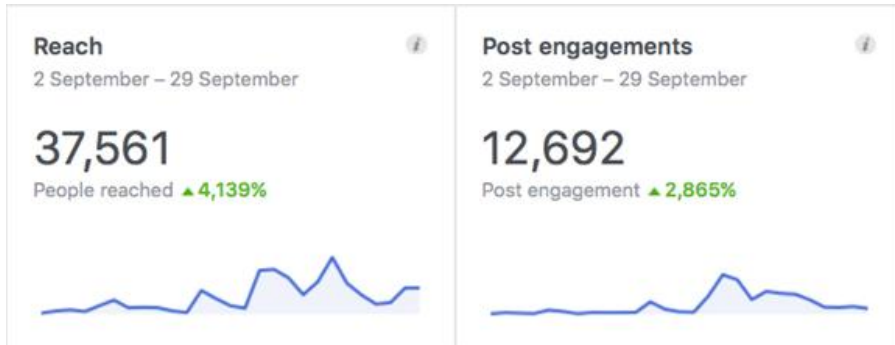 Reach
2 September – 29 September
37,561
People reached ▲ 4,139%
Post engagements
2 September – 29 September
12,692
Post engagement ▲ 2,865%